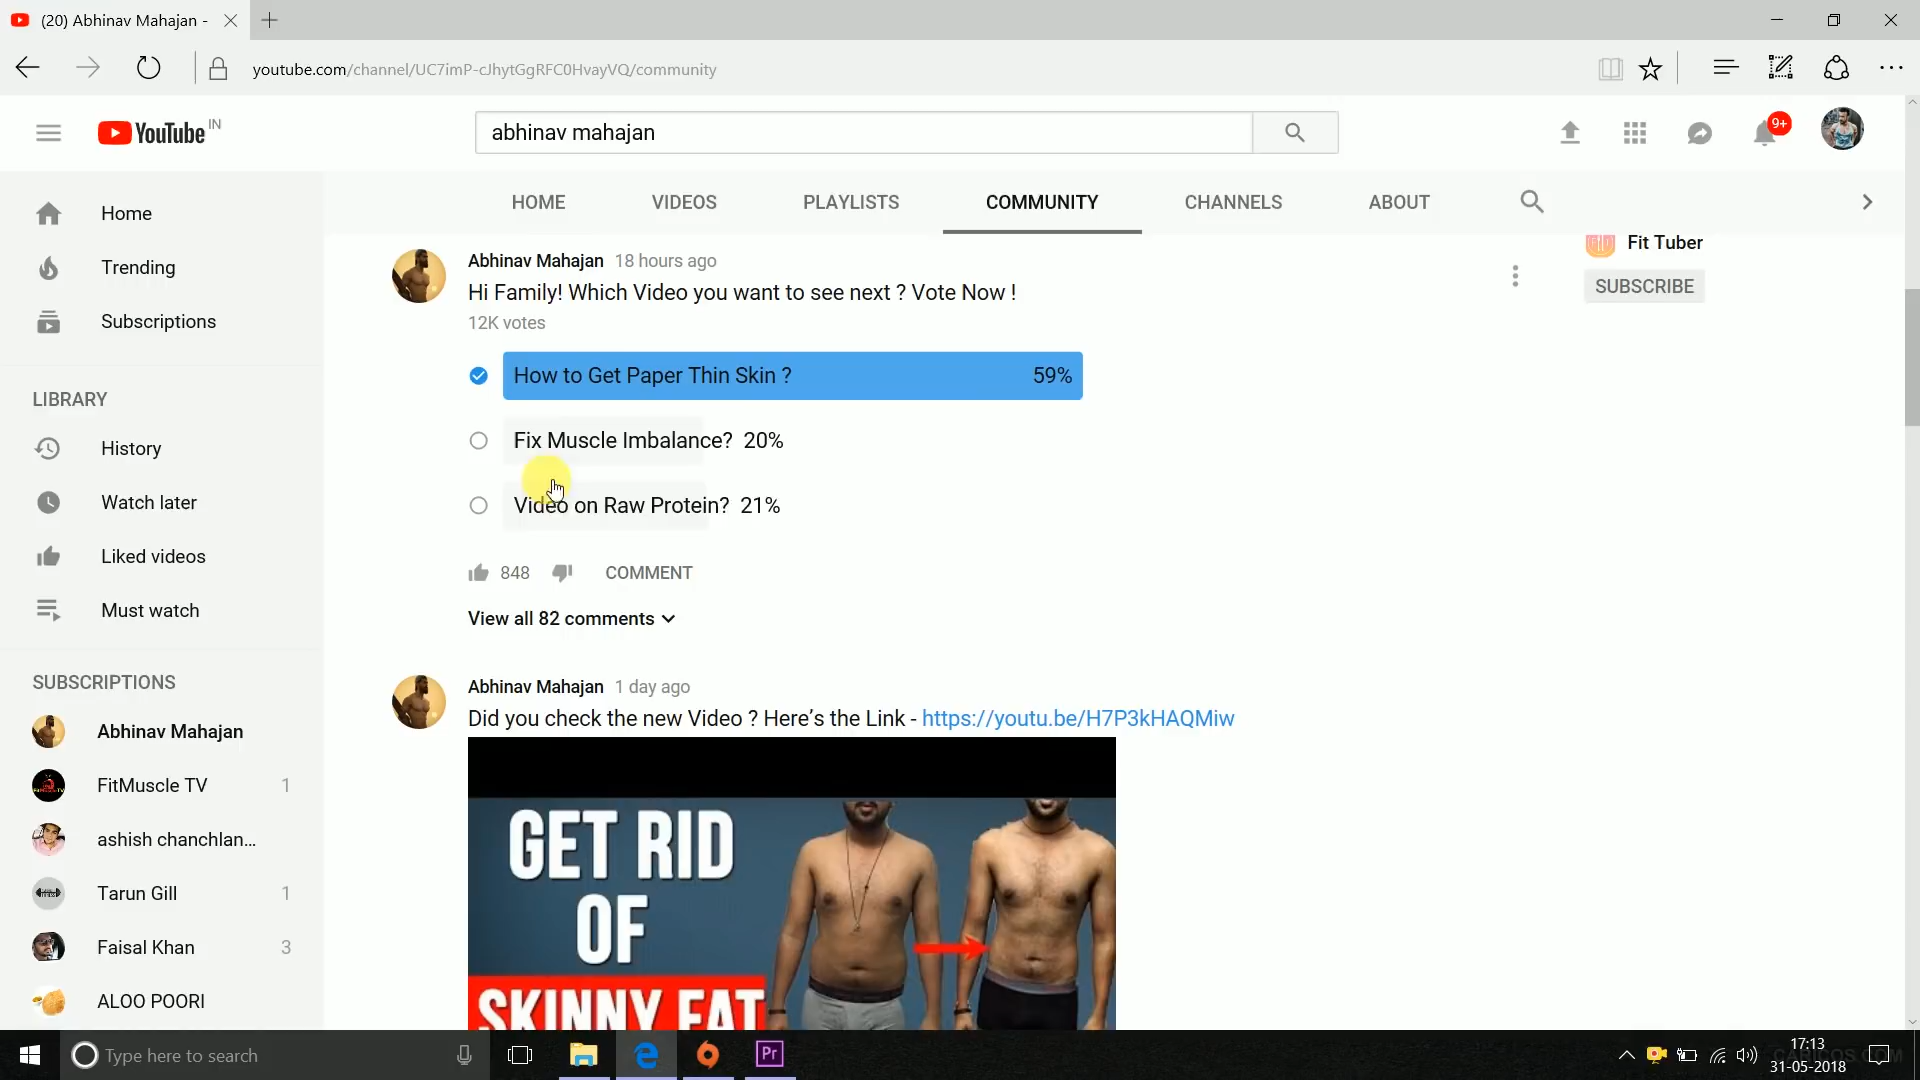 (20) Abhinav Mahajan -
youtube.com/channel/UC7imP-cJhytGgRFC0HvayVQ/community
YouTube IN
abhinav mahajan
9+
HOME VIDEOS PLAYLISTS COMMUNITY CHANNELS ABOUT
Home
Trending
Subscriptions
LIBRARY
History
Watch later
Liked videos
Must watch
SUBSCRIPTIONS
Abhinav Mahajan
FitMuscle TV 1
ashish chanchlan...
Tarun Gill 1
Faisal Khan 3
ALOO POORI
Abhinav Mahajan 18 hours ago
Hi Family! Which Video you want to see next ? Vote Now !
12K votes
How to Get Paper Thin Skin ? 59%
Fix Muscle Imbalance? 20%
Video on Raw Protein? 21%
848 COMMENT
View all 82 comments
Abhinav Mahajan 1 day ago
Did you check the new Video ? Here's the Link - https://youtu.be/H7P3kHAQMiw
GET RID
OF
SKINNY FAT
Fit Tuber
SUBSCRIBE
Type here to search
Pr
17:13
31-05-2018